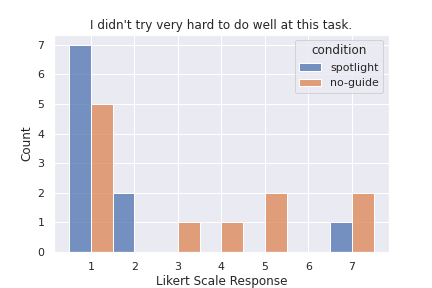 I didn't try very hard to do well at this task.
condition
spotlight
no-guide
7
6
5
4
3
2
1
0
Count
1 2 3 4 5 6 7
Likert Scale Response